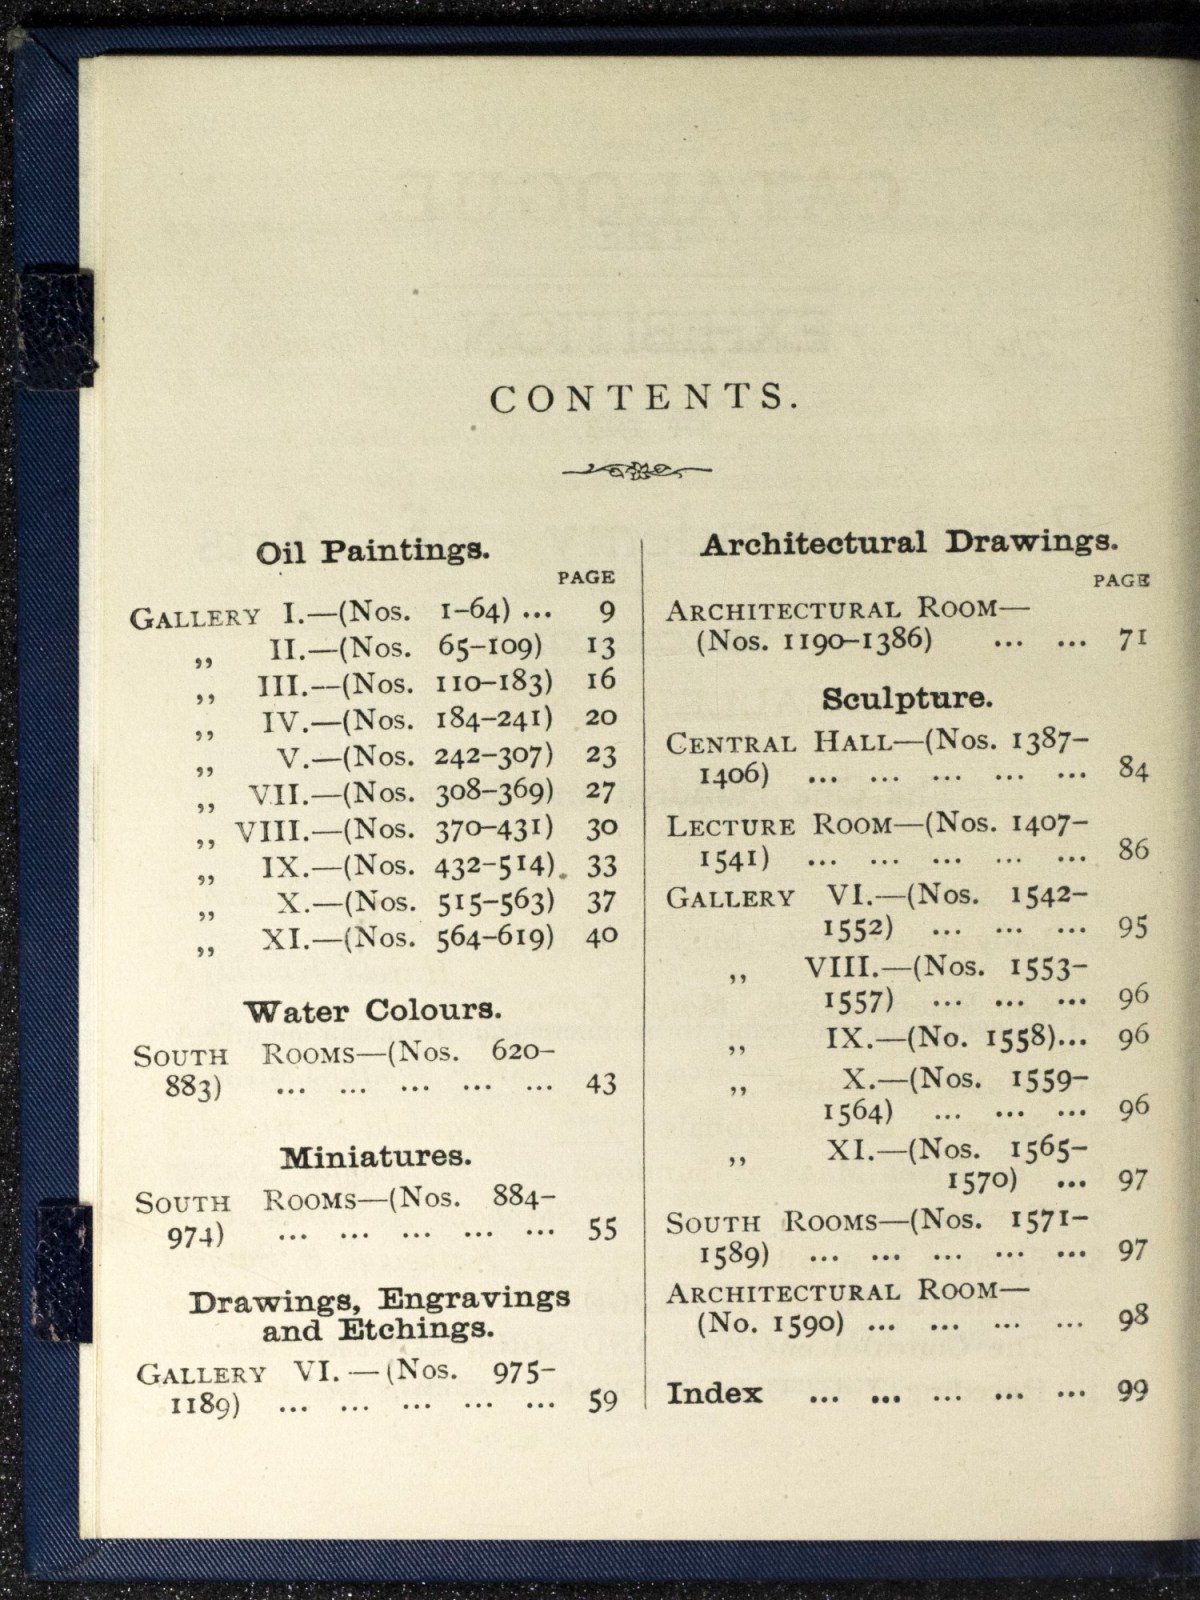 CONTENTS.
Oil Paintings.
PAGE
GALLERY I.—(Nos. 1–64) ... 9
„ II.—(Nos. 65–109) 13
„ III.—(Nos. 110–183) 16
„ IV.—(Nos. 184–241) 20
„ V.—(Nos. 242–307) 23
„ VII.—(Nos. 308–369) 27
„ VIII.—(Nos. 370–431) 30
„ IX.—(Nos. 432–514) 33
„ X.—(Nos. 515–563) 37
„ XI.—(Nos. 564–619) 40
Water Colours.
SOUTH ROOMS—(Nos. 620–
883) ... ... ... ... ... 43
Miniatures.
SOUTH ROOMS—(Nos. 884–
974) ... ... ... ... ... 55
Drawings, Engravings
and Etchings.
GALLERY VI.—(Nos. 975–
1189) ... ... ... ... ... 59
Architectural Drawings.
PAGE
ARCHITECTURAL ROOM—
(Nos. 1190–1386) ... ... 71
Sculpture.
CENTRAL HALL—(Nos. 1387–
1406) ... ... ... ... ... 84
LECTURE ROOM—(Nos. 1407–
1541) ... ... ... ... ... 86
GALLERY VI.—(Nos. 1542–
1552) ... ... ... 95
„ VIII.—(Nos. 1553–
1557) ... ... ... 96
„ IX.—(No. 1558)... 96
„ X.—(Nos. 1559–
1564) ... ... ... 96
„ XI.—(Nos. 1565–
1570) ... 97
SOUTH ROOMS—(Nos. 1571–
1589) ... ... ... ... ... 97
ARCHITECTURAL ROOM—
(No. 1590) ... ... ... ... 98
Index ... ... ... ... ... 99